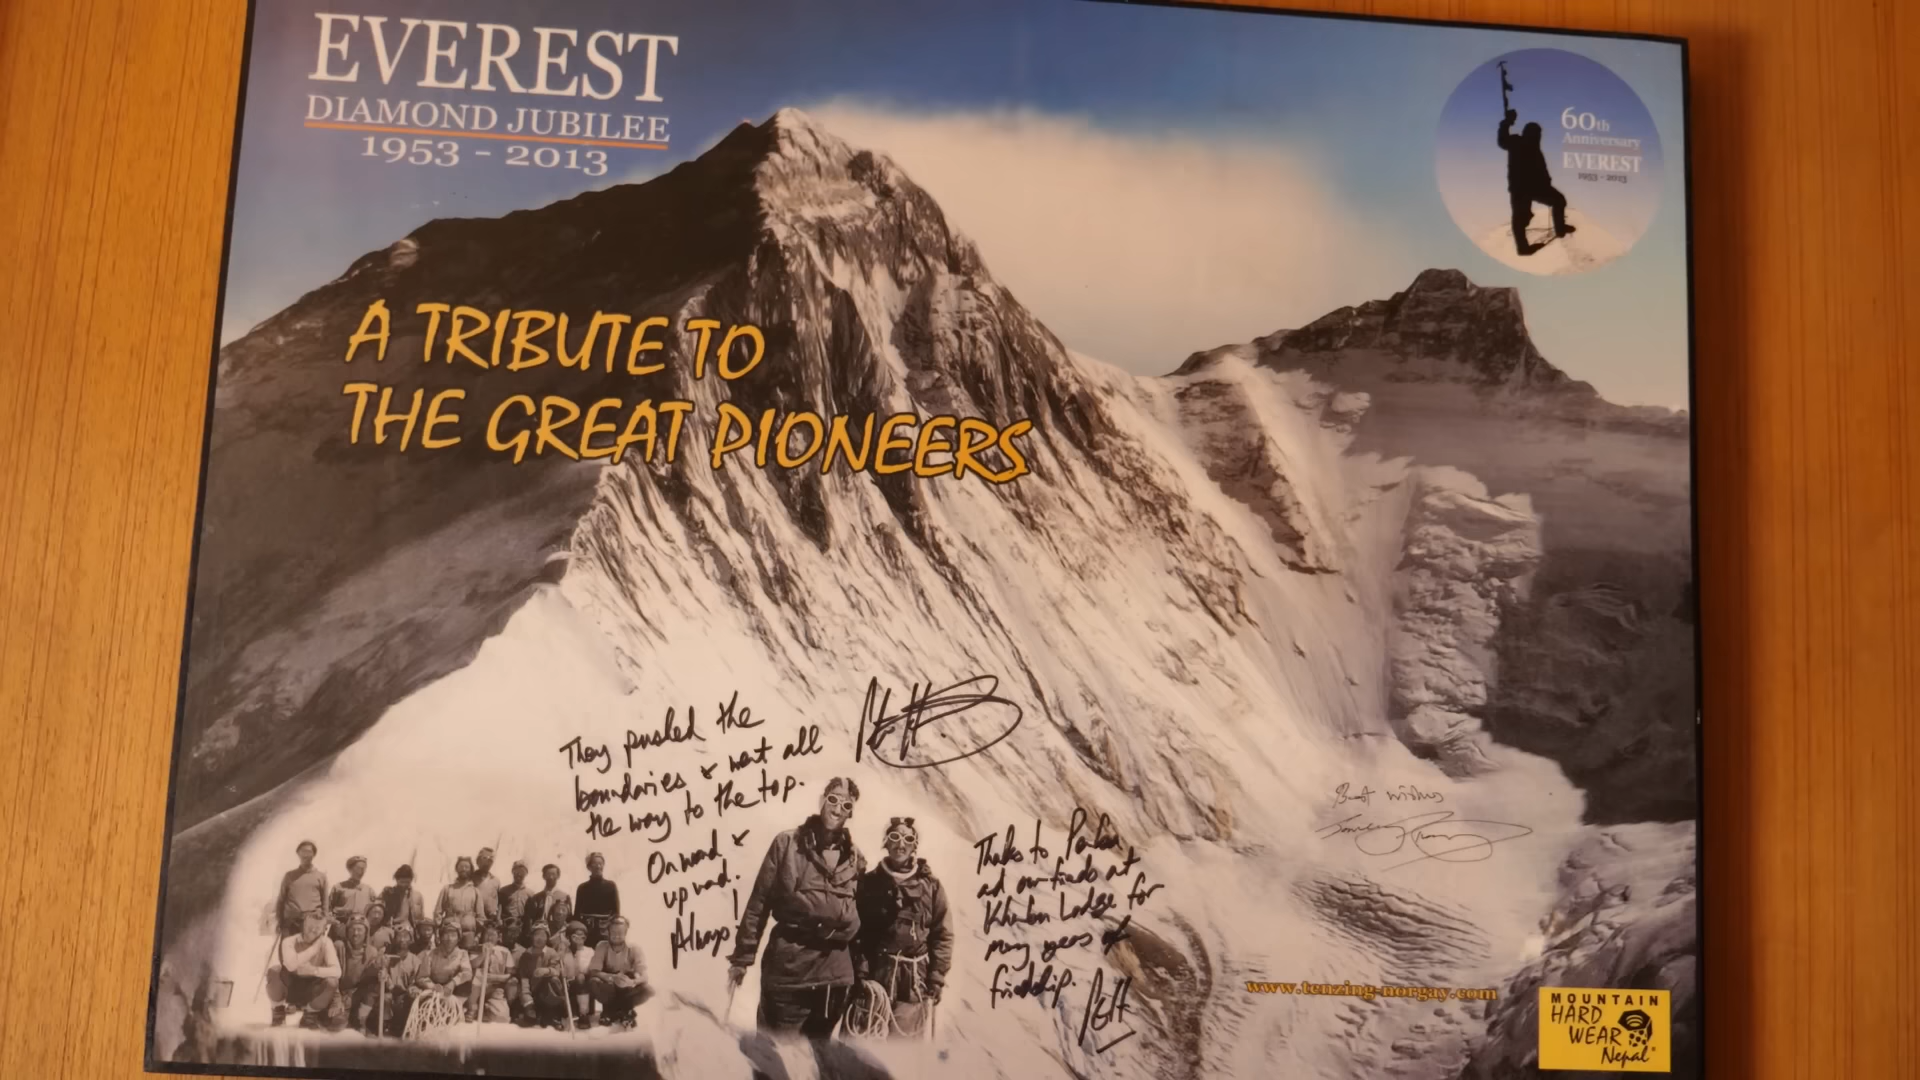 EVEREST
DIAMOND JUBILEE
1953 - 2013
60th
Anniversary
EVEREST
1953 - 2013
A TRIBUTE TO
THE GREAT PIONEERS
They pushed the
boundaries & went all
the way to the top.
Onward &
upward.
Always!
Thanks to
and our friends at
Khumbu Lodge for
many years of
friendship.
Best wishes
www.tenzing-norgay.com
MOUNTAIN
HARD
WEAR
Nepal